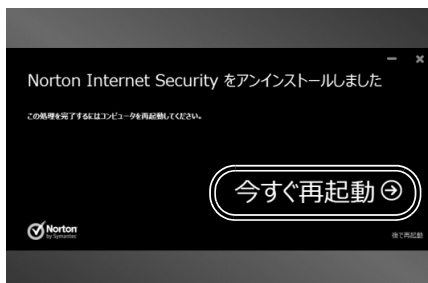 Norton Internet Security をアンインストールしました
この処理を完了するにはコンピュータを再起動してください。
今すぐ再起動
Norton
by Symantec
後で再起動